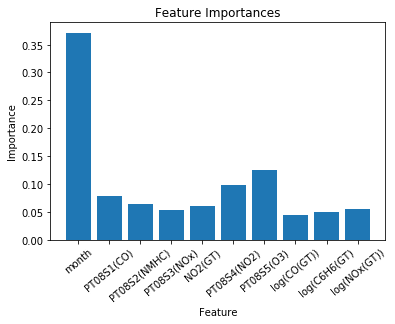 Feature Importances
Importance
0.35
0.30
0.25
0.20
0.15
0.10
0.05
0.00
month
PT08S1(CO)
PT08S2(NMHC)
PT08S3(NOx)
NO2(GT)
PT08S4(NO2)
PT08S5(O3)
log(CO(GT))
log(C6H6(GT)
log(NOx(GT))
Feature